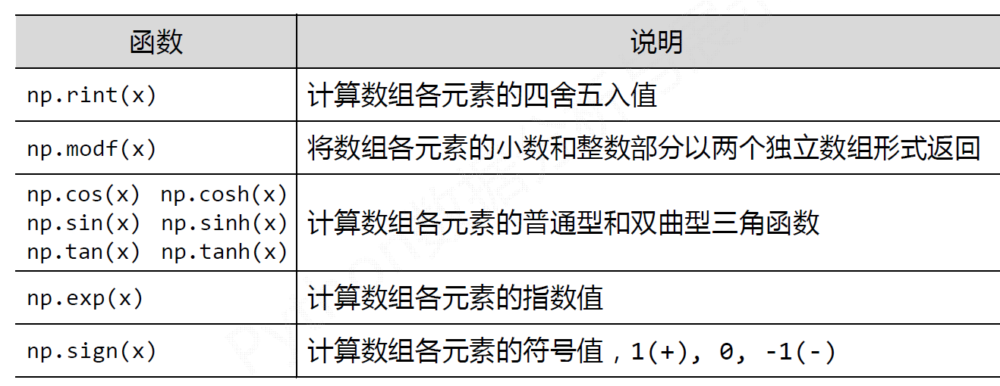 函数 说明
np.rint(x) 计算数组各元素的四舍五入值
np.modf(x) 将数组各元素的小数和整数部分以两个独立数组形式返回
np.cos(x) np.cosh(x)
np.sin(x) np.sinh(x) 计算数组各元素的普通型和双曲型三角函数
np.tan(x) np.tanh(x)
np.exp(x) 计算数组各元素的指数值
np.sign(x) 计算数组各元素的符号值，1(+), 0, -1(-)